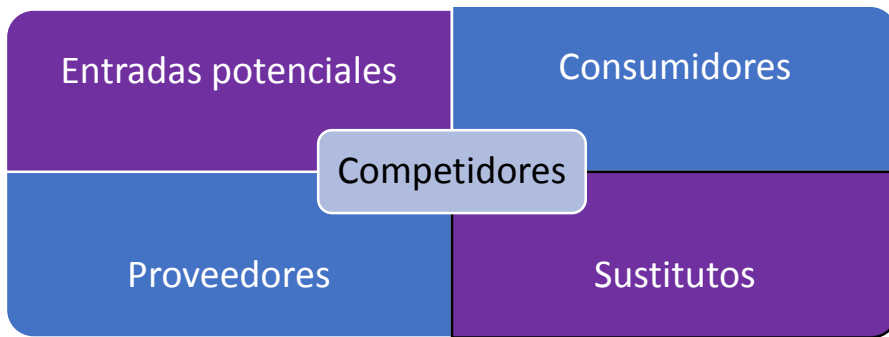 Entradas potenciales
Consumidores
Competidores
Proveedores
Sustitutos